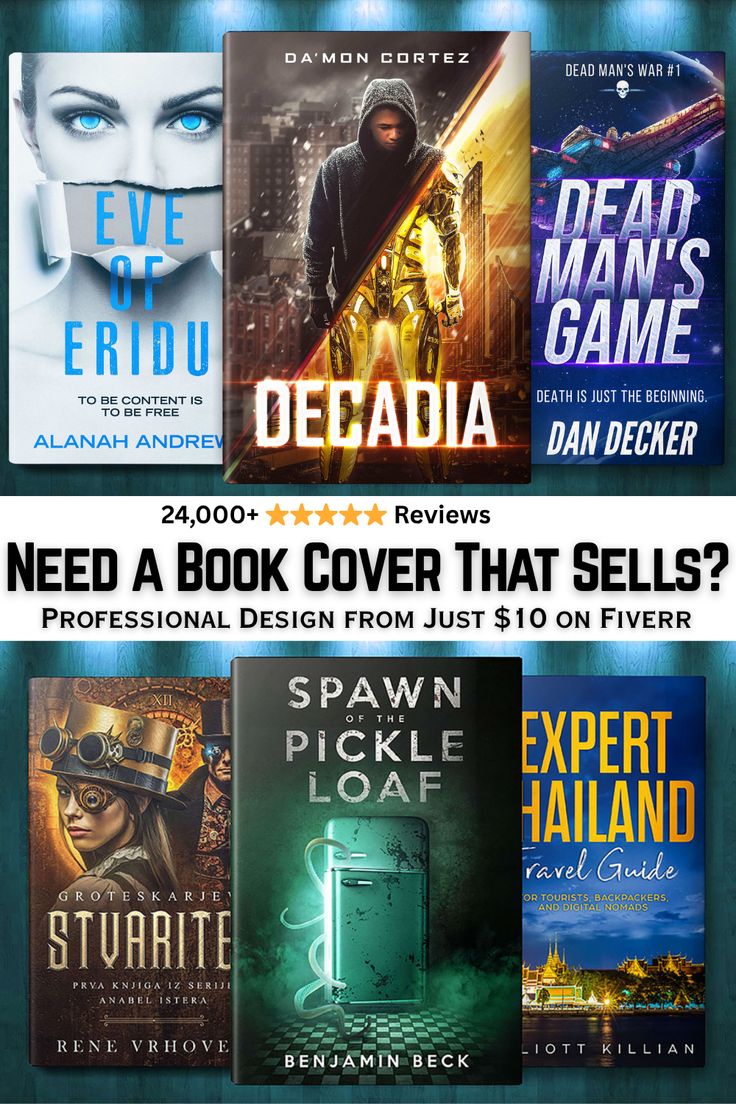 EVE
OF
ERIDU
TO BE CONTENT IS
TO BE FREE
ALANAH ANDREW
DA'MON CORTEZ
DECADIA
DEAD MAN'S WAR #1
DEAD
MAN'S
GAME
DEATH IS JUST THE BEGINNING.
DAN DECKER
24,000+ ★★★★★ Reviews
NEED A BOOK COVER THAT SELLS?
PROFESSIONAL DESIGN FROM JUST $10 ON FIVERR
XII
GROTESKARJEV
STVARITE
PRVA KNJIGA IZ SERIJE
ANABEL ISTERA
RENE VRHOVE
SPAWN
OF THE
PICKLE
LOAF
BENJAMIN BECK
EXPERT
HAILAND
Travel Guide
OR TOURISTS, BACKPACKERS,
AND DIGITAL NOMADS
LIOTT KILLIAN